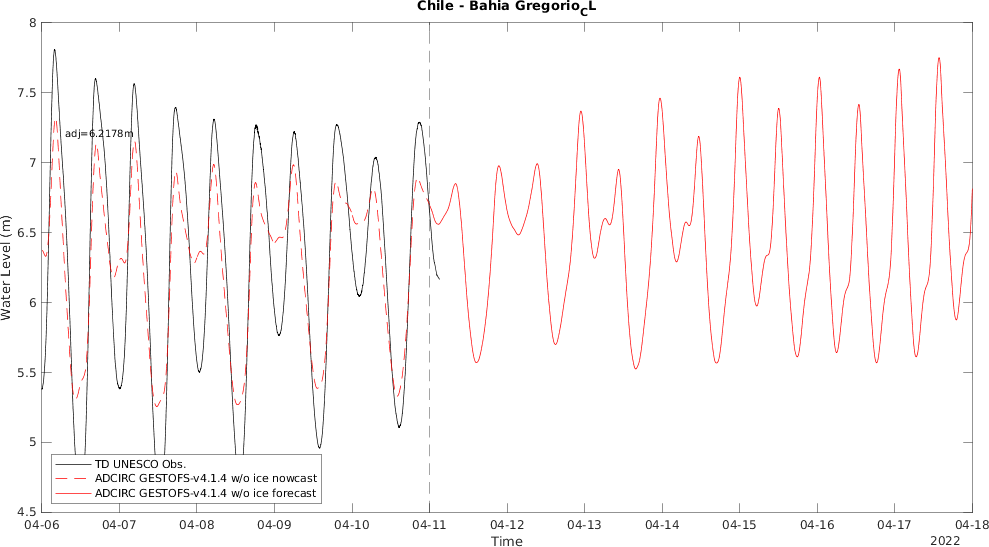 Chile - Bahia Gregorio_CL
8
7.5
7
6.5
6
5.5
5
4.5
Water Level (m)
adj=6.2178m
TD UNESCO Obs.
ADCIRC GESTOFS-v4.1.4 w/o ice nowcast
ADCIRC GESTOFS-v4.1.4 w/o ice forecast
04-06 04-07 04-08 04-09 04-10 04-11 04-12 04-13 04-14 04-15 04-16 04-17 04-18
Time
2022